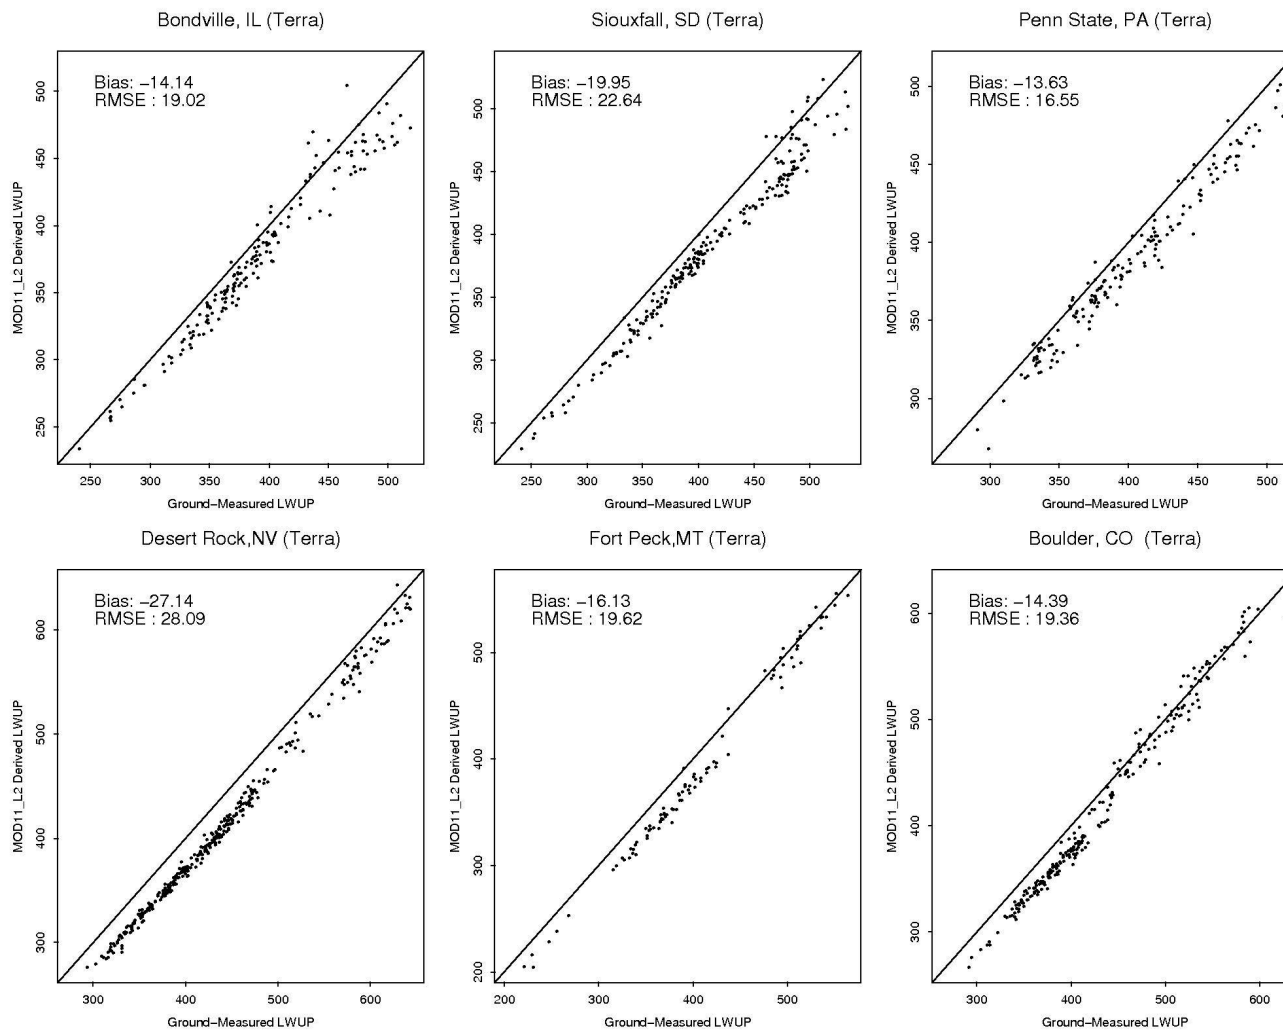 Bondville, IL (Terra)
Bias: −14.14
RMSE : 19.02
MOD11_L2 Derived LWUP
500
450
400
350
300
250
250 300 350 400 450 500
Ground−Measured LWUP
Siouxfall, SD (Terra)
Bias: −19.95
RMSE : 22.64
MOD11_L2 Derived LWUP
500
450
400
350
300
250
250 300 350 400 450 500
Ground−Measured LWUP
Penn State, PA (Terra)
Bias: −13.63
RMSE : 16.55
MOD11_L2 Derived LWUP
500
450
400
350
300
300 350 400 450 500
Ground−Measured LWUP
Desert Rock,NV (Terra)
Bias: −27.14
RMSE : 28.09
MOD11_L2 Derived LWUP
600
500
400
300
300 400 500 600
Ground−Measured LWUP
Fort Peck,MT (Terra)
Bias: −16.13
RMSE : 19.62
MOD11_L2 Derived LWUP
500
400
300
200
200 300 400 500
Ground−Measured LWUP
Boulder, CO (Terra)
Bias: −14.39
RMSE : 19.36
MOD11_L2 Derived LWUP
600
500
400
300
300 400 500 600
Ground−Measured LWUP